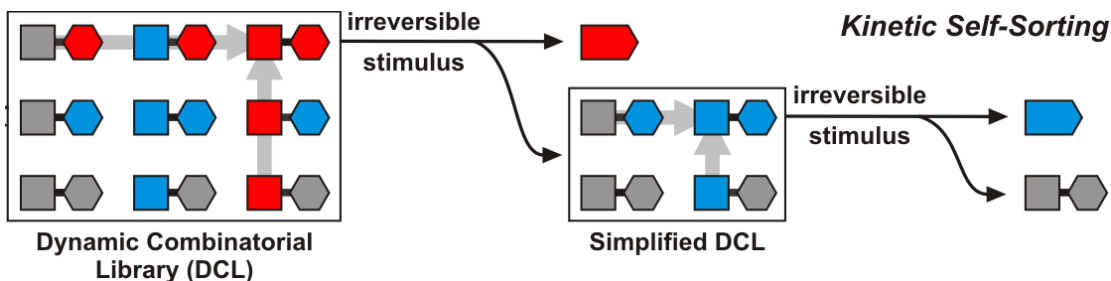 Kinetic Self-Sorting
irreversible
stimulus
irreversible
stimulus
Dynamic Combinatorial
Library (DCL)
Simplified DCL